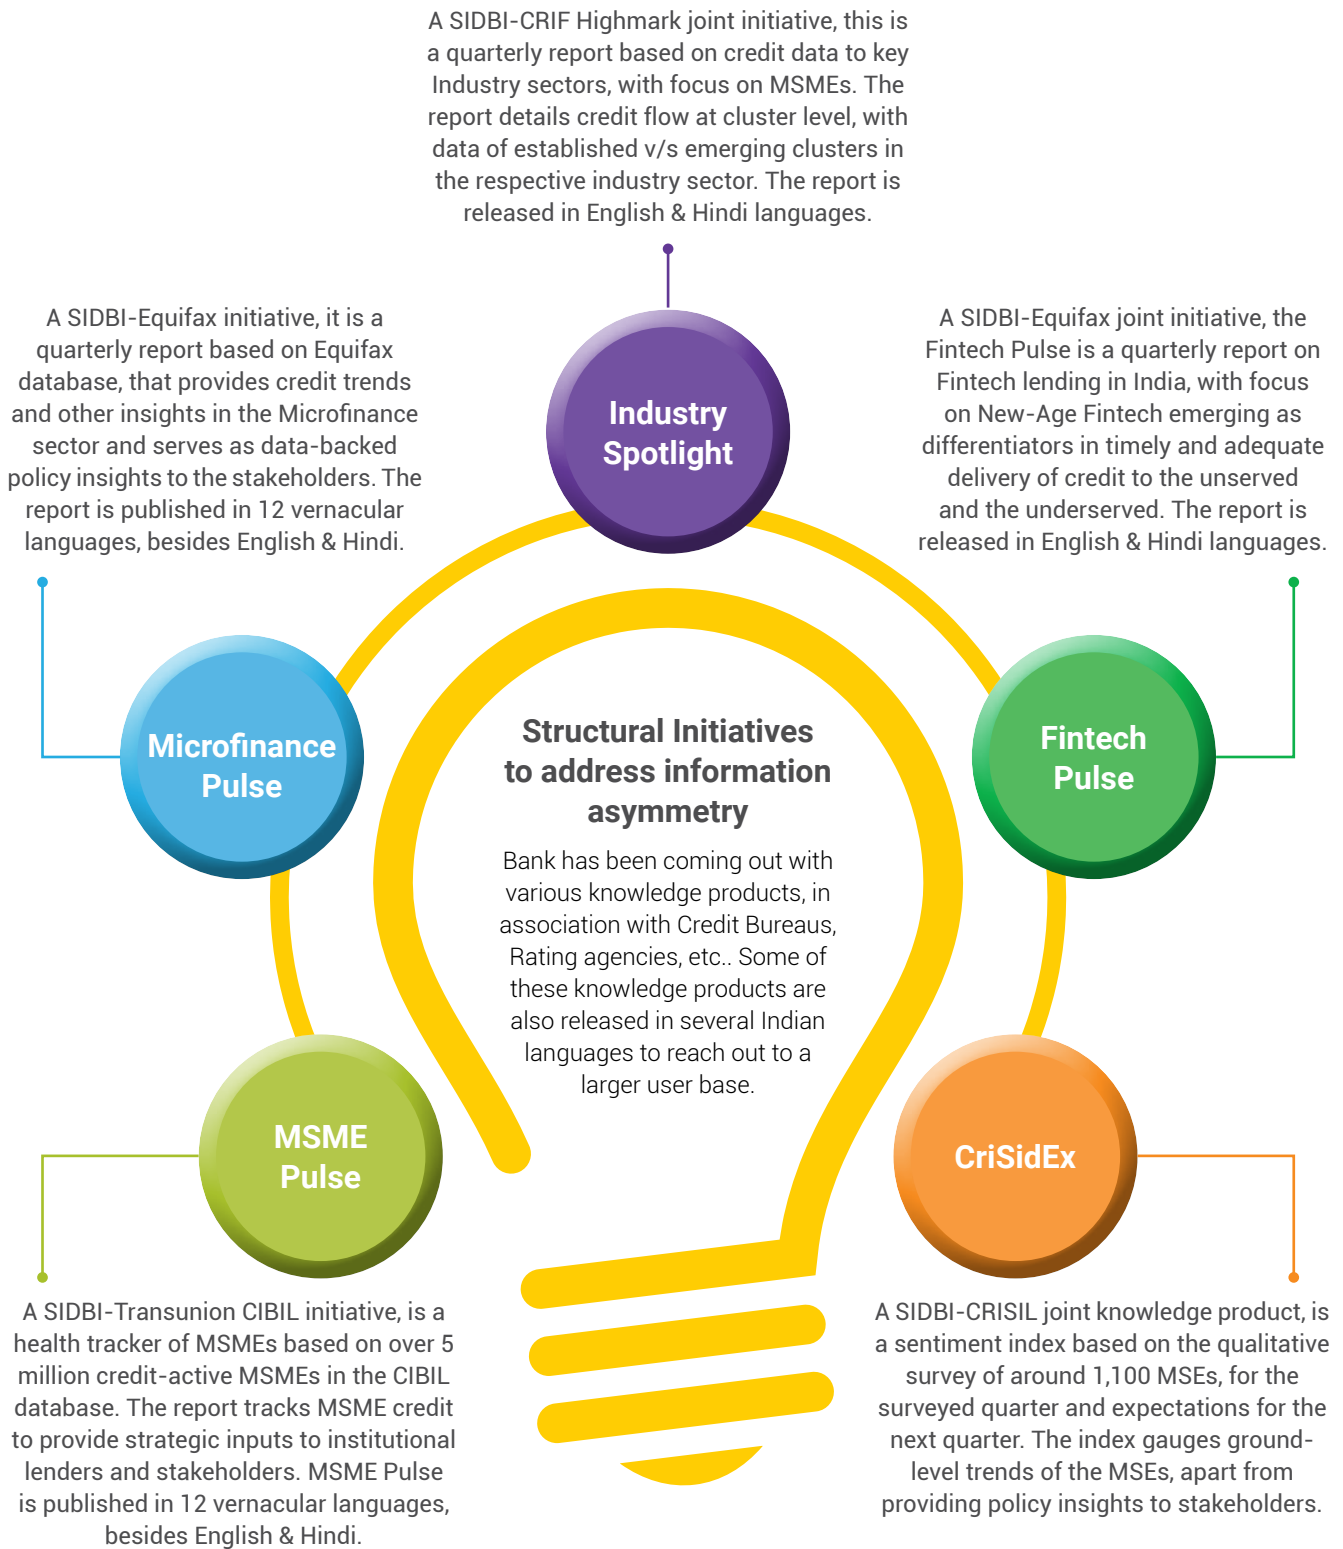 A SIDBI-CRIF Highmark joint initiative, this is
a quarterly report based on credit data to key
Industry sectors, with focus on MSMEs. The
report details credit flow at cluster level, with
data of established v/s emerging clusters in
the respective industry sector. The report is
released in English & Hindi languages.
Industry
Spotlight
A SIDBI-Equifax initiative, it is a
quarterly report based on Equifax
database, that provides credit trends
and other insights in the Microfinance
sector and serves as data-backed
policy insights to the stakeholders. The
report is published in 12 vernacular
languages, besides English & Hindi.
Microfinance
Pulse
A SIDBI-Equifax joint initiative, the
Fintech Pulse is a quarterly report on
Fintech lending in India, with focus
on New-Age Fintech emerging as
differentiators in timely and adequate
delivery of credit to the unserved
and the underserved. The report is
released in English & Hindi languages.
Fintech
Pulse
Structural Initiatives
to address information
asymmetry
Bank has been coming out with
various knowledge products, in
association with Credit Bureaus,
Rating agencies, etc.. Some of
these knowledge products are
also released in several Indian
languages to reach out to a
larger user base.
MSME
Pulse
A SIDBI-Transunion CIBIL initiative, is a
health tracker of MSMEs based on over 5
million credit-active MSMEs in the CIBIL
database. The report tracks MSME credit
to provide strategic inputs to institutional
lenders and stakeholders. MSME Pulse
is published in 12 vernacular languages,
besides English & Hindi.
CriSidEx
A SIDBI-CRISIL joint knowledge product, is
a sentiment index based on the qualitative
survey of around 1,100 MSEs, for the
surveyed quarter and expectations for the
next quarter. The index gauges ground-
level trends of the MSEs, apart from
providing policy insights to stakeholders.